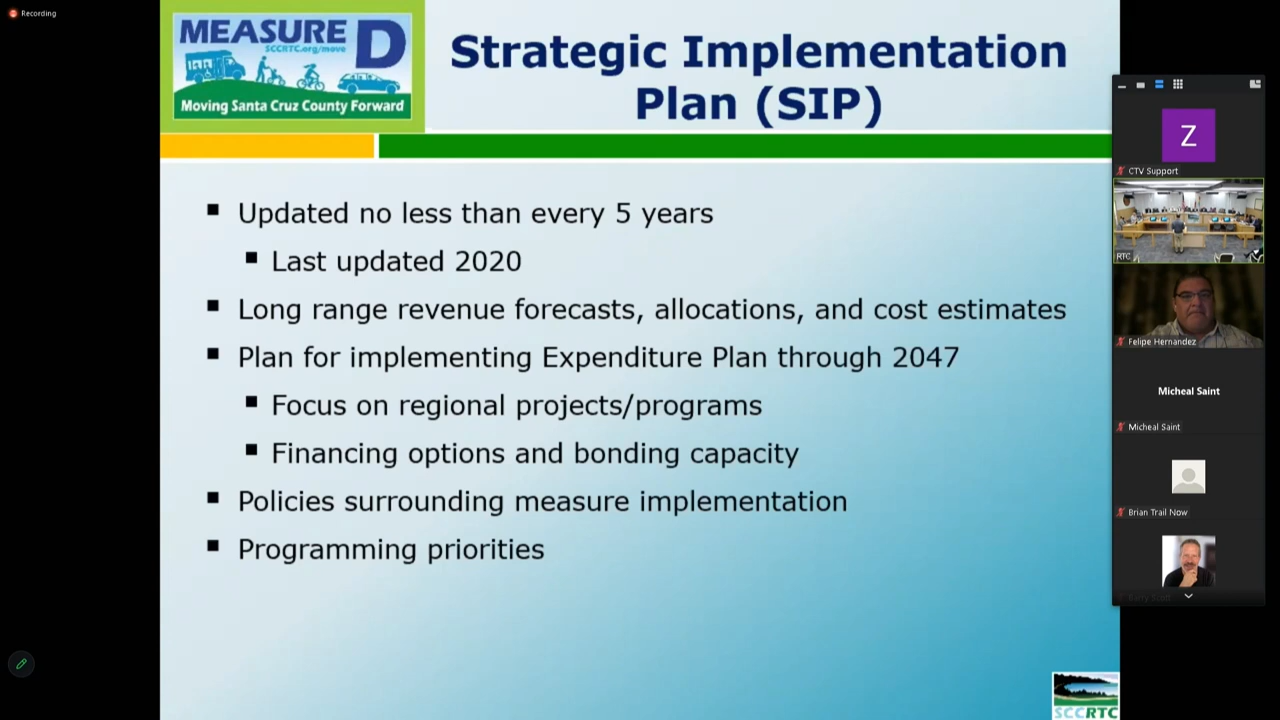 Recording
MEASURE D
SCCRTC.org/move
Moving Santa Cruz County Forward
Strategic Implementation
Plan (SIP)
Updated no less than every 5 years
Last updated 2020
Long range revenue forecasts, allocations, and cost estimates
Plan for implementing Expenditure Plan through 2047
Focus on regional projects/programs
Financing options and bonding capacity
Policies surrounding measure implementation
Programming priorities
SCCRTC
Z
CTV Support
RTC
Felipe Hernandez
Micheal Saint
Micheal Saint
Brian Trail Now
Barry Scott